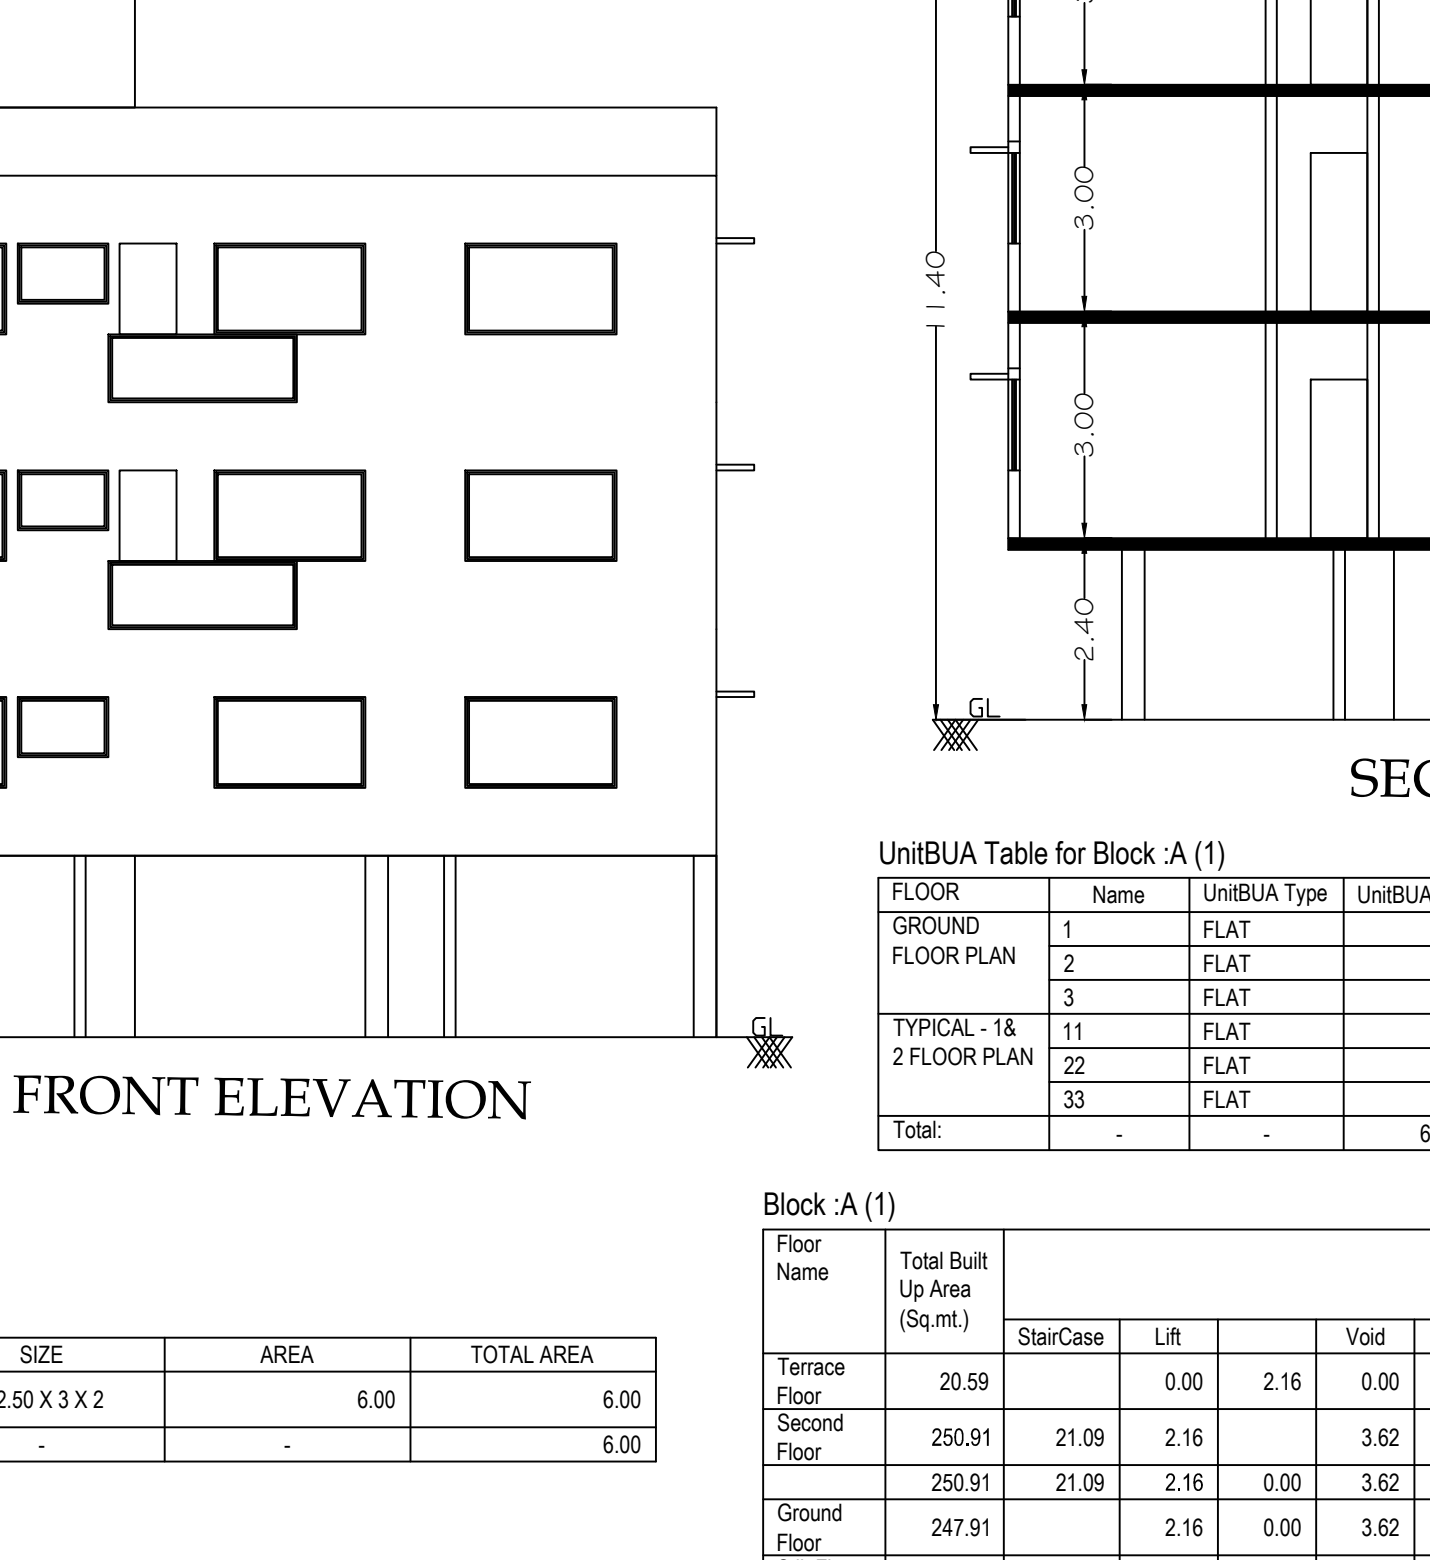 3.00
11.40
3.00
2.40
GL
SEC
GL
FRONT ELEVATION
UnitBUA Table for Block :A (1)
FLOOR Name UnitBUA Type UnitBUA
GROUND FLOOR PLAN 1 FLAT
2 FLAT
3 FLAT
TYPICAL - 1& 2 FLOOR PLAN 11 FLAT
22 FLAT
33 FLAT
Total: - - 6
Block :A (1)
Floor Name Total Built Up Area (Sq.mt.)
StairCase Lift Void
Terrace Floor 20.59 0.00 2.16 0.00
Second Floor 250.91 21.09 2.16 3.62
250.91 21.09 2.16 0.00 3.62
Ground Floor 247.91 2.16 0.00 3.62
SIZE AREA TOTAL AREA
2.50 X 3 X 2 6.00 6.00
- - 6.00